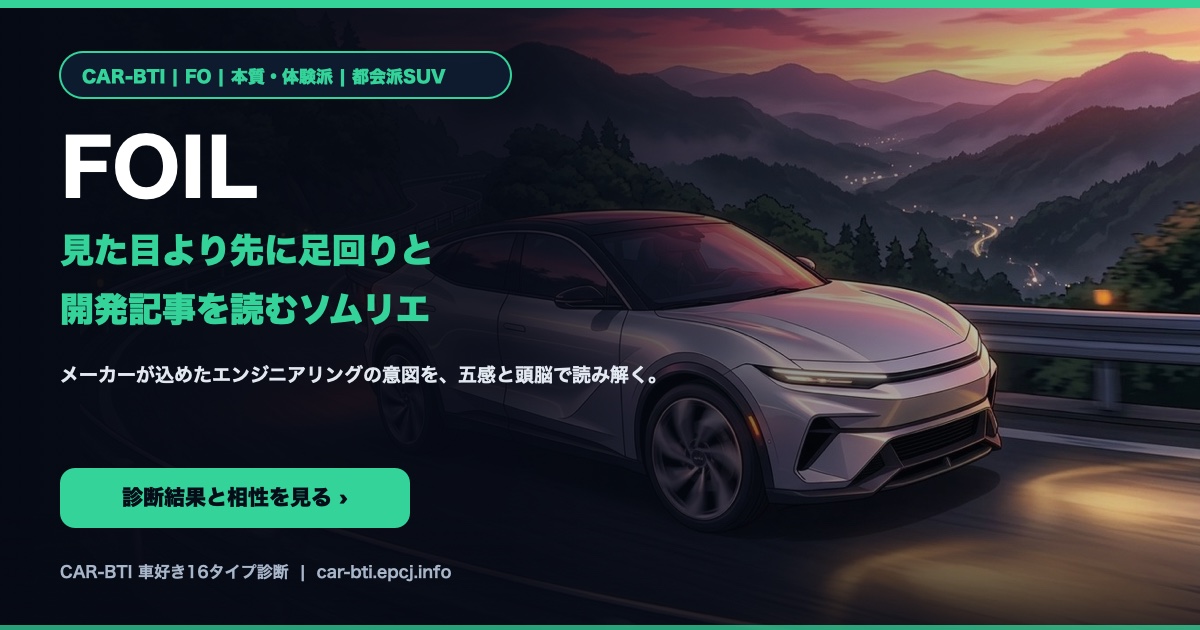 CAR-BTI | FO | 本質・体験派 | 都会派SUV
FOIL
見た目より先に足回りと
開発記事を読むソムリエ
メーカーが込めたエンジニアリングの意図を、五感と頭脳で読み解く。
診断結果と相性を見る ›
CAR-BTI 車好き16タイプ診断 | car-bti.epcj.info